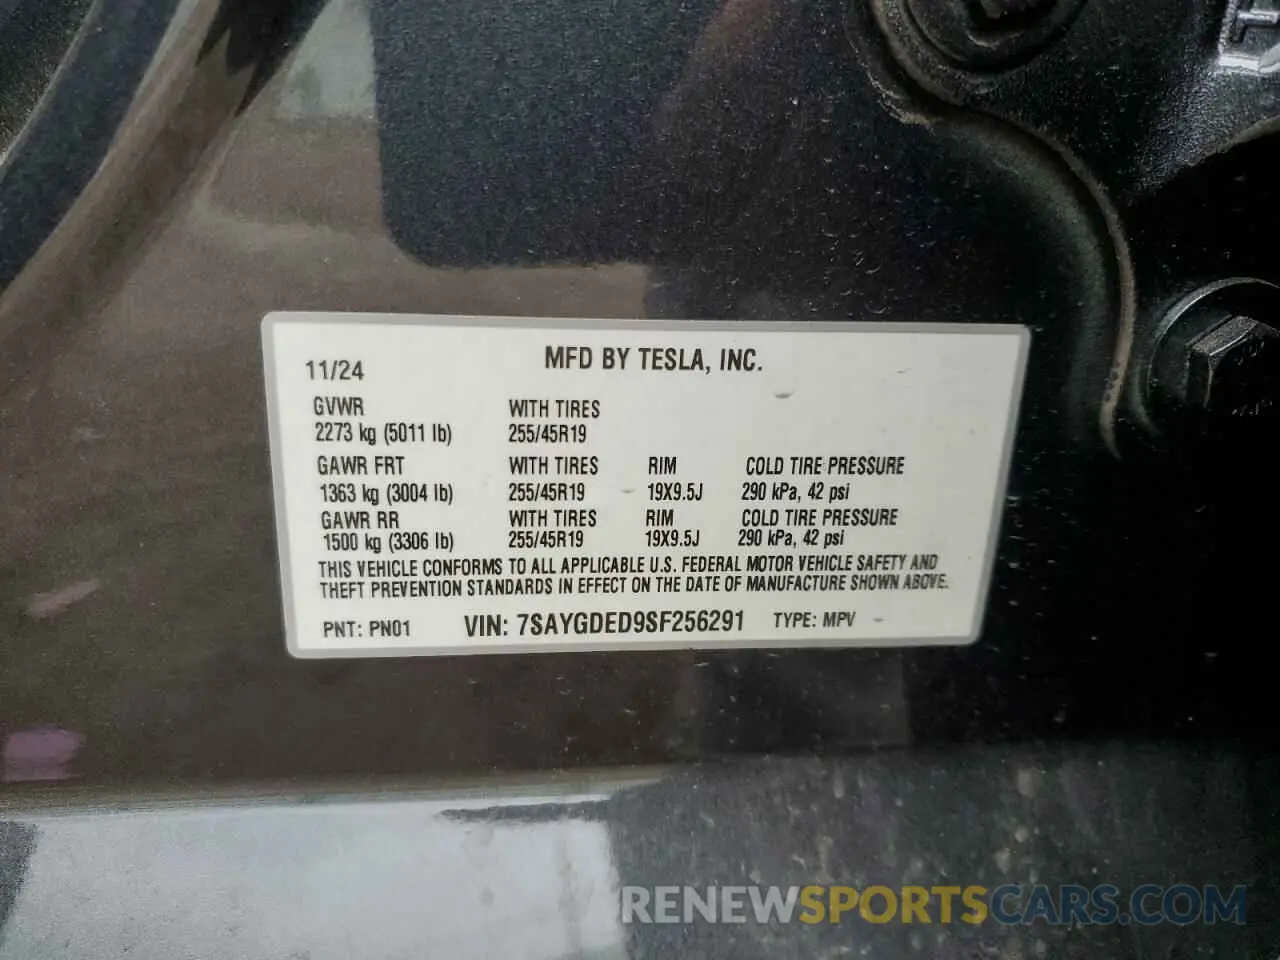 11/24 MFD BY TESLA, INC.
GVWR WITH TIRES
2273 kg (5011 lb) 255/45R19
GAWR FRT WITH TIRES RIM COLD TIRE PRESSURE
1363 kg (3004 lb) 255/45R19 19X9.5J 290 kPa, 42 psi
GAWR RR WITH TIRES RIM COLD TIRE PRESSURE
1500 kg (3306 lb) 255/45R19 19X9.5J 290 kPa, 42 psi
THIS VEHICLE CONFORMS TO ALL APPLICABLE U.S. FEDERAL MOTOR VEHICLE SAFETY AND
THEFT PREVENTION STANDARDS IN EFFECT ON THE DATE OF MANUFACTURE SHOWN ABOVE.
PNT: PN01 VIN: 7SAYGDED9SF256291 TYPE: MPV
RENEWSPORTSCARS.COM